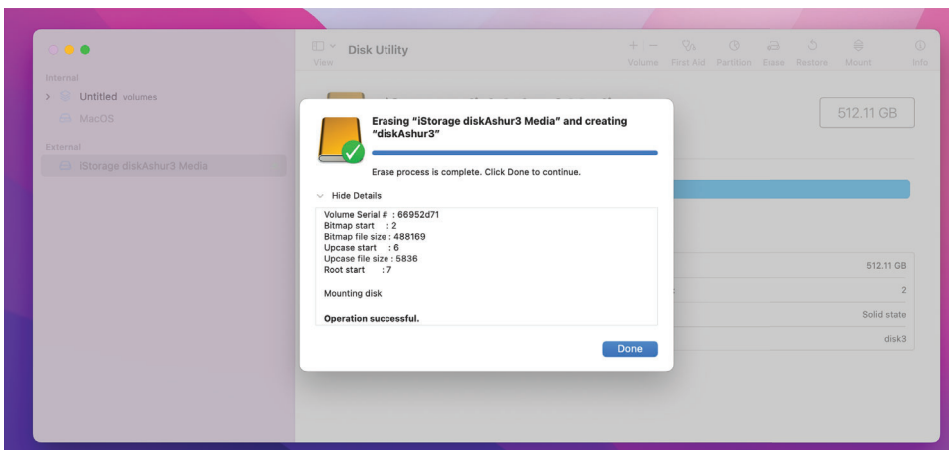 Disk Utility
View
Volume First Aid Partition Erase Restore Mount Info
Internal
Untitled volumes
MacOS
External
iStorage diskAshur3 Media
512.11 GB
Erasing "iStorage diskAshur3 Media" and creating
"diskAshur3"
Erase process is complete. Click Done to continue.
Hide Details
Volume Serial # : 66952d71
Bitmap start : 2
Bitmap file size : 488169
Upcase start : 6
Upcase file size : 5836
Root start :7
Mounting disk
Operation successful.
Done
512.11 GB
2
Solid state
disk3